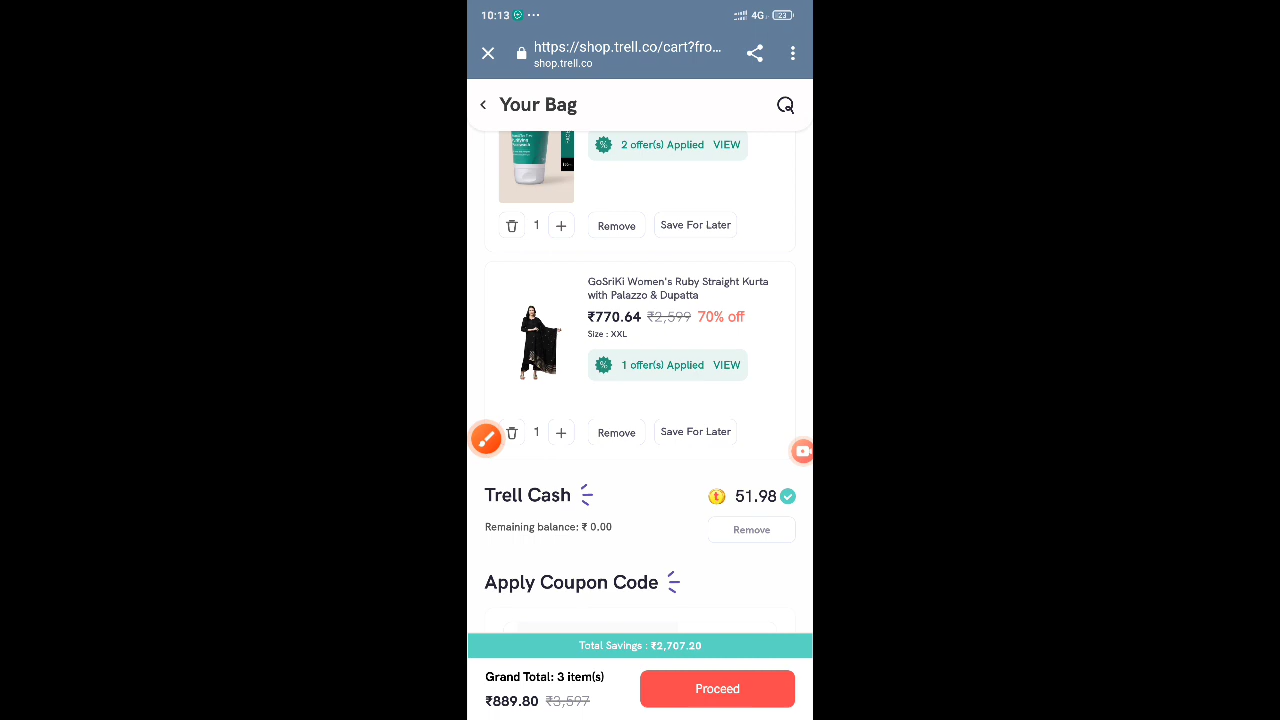 10:13 ... 4G 23
https://shop.trell.co/cart?fro...
shop.trell.co
Your Bag
2 offer(s) Applied VIEW
1 Remove Save For Later
GoSriKi Women's Ruby Straight Kurta
with Palazzo & Dupatta
₹770.64 ₹2,599 70% off
Size : XXL
% 1 offer(s) Applied VIEW
1 Remove Save For Later
Trell Cash t 51.98
Remaining balance: ₹ 0.00 Remove
Apply Coupon Code
Total Savings : ₹2,707.20
Grand Total: 3 item(s)
₹889.80 ₹3,597 Proceed